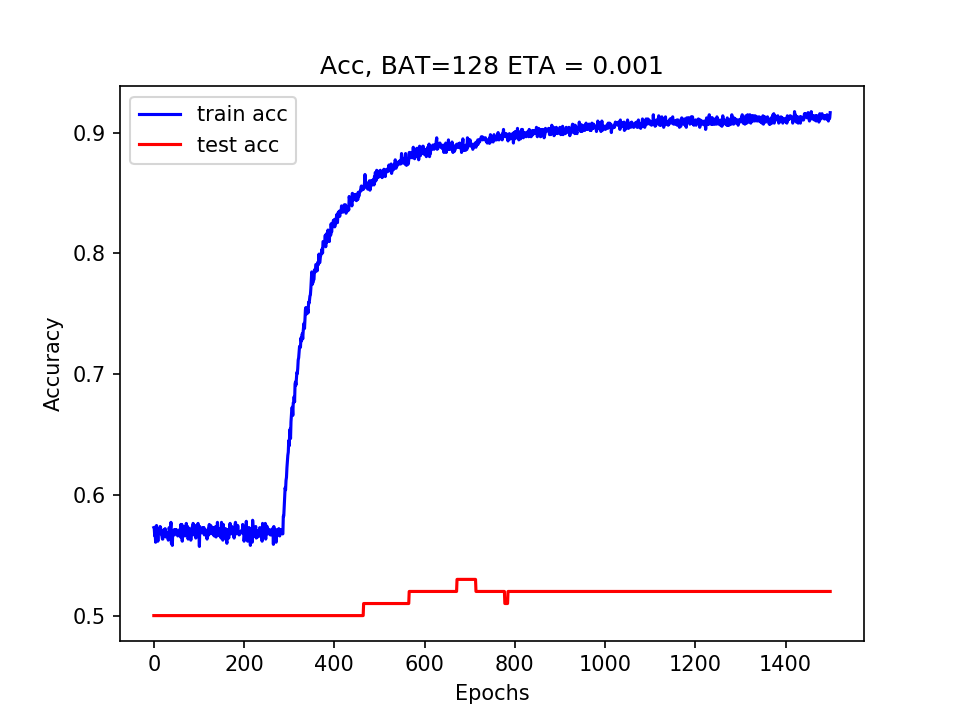 Acc, BAT=128 ETA = 0.001
train acc
test acc
0.9
0.8
0.7
0.6
0.5
Accuracy
0 200 400 600 800 1000 1200 1400
Epochs